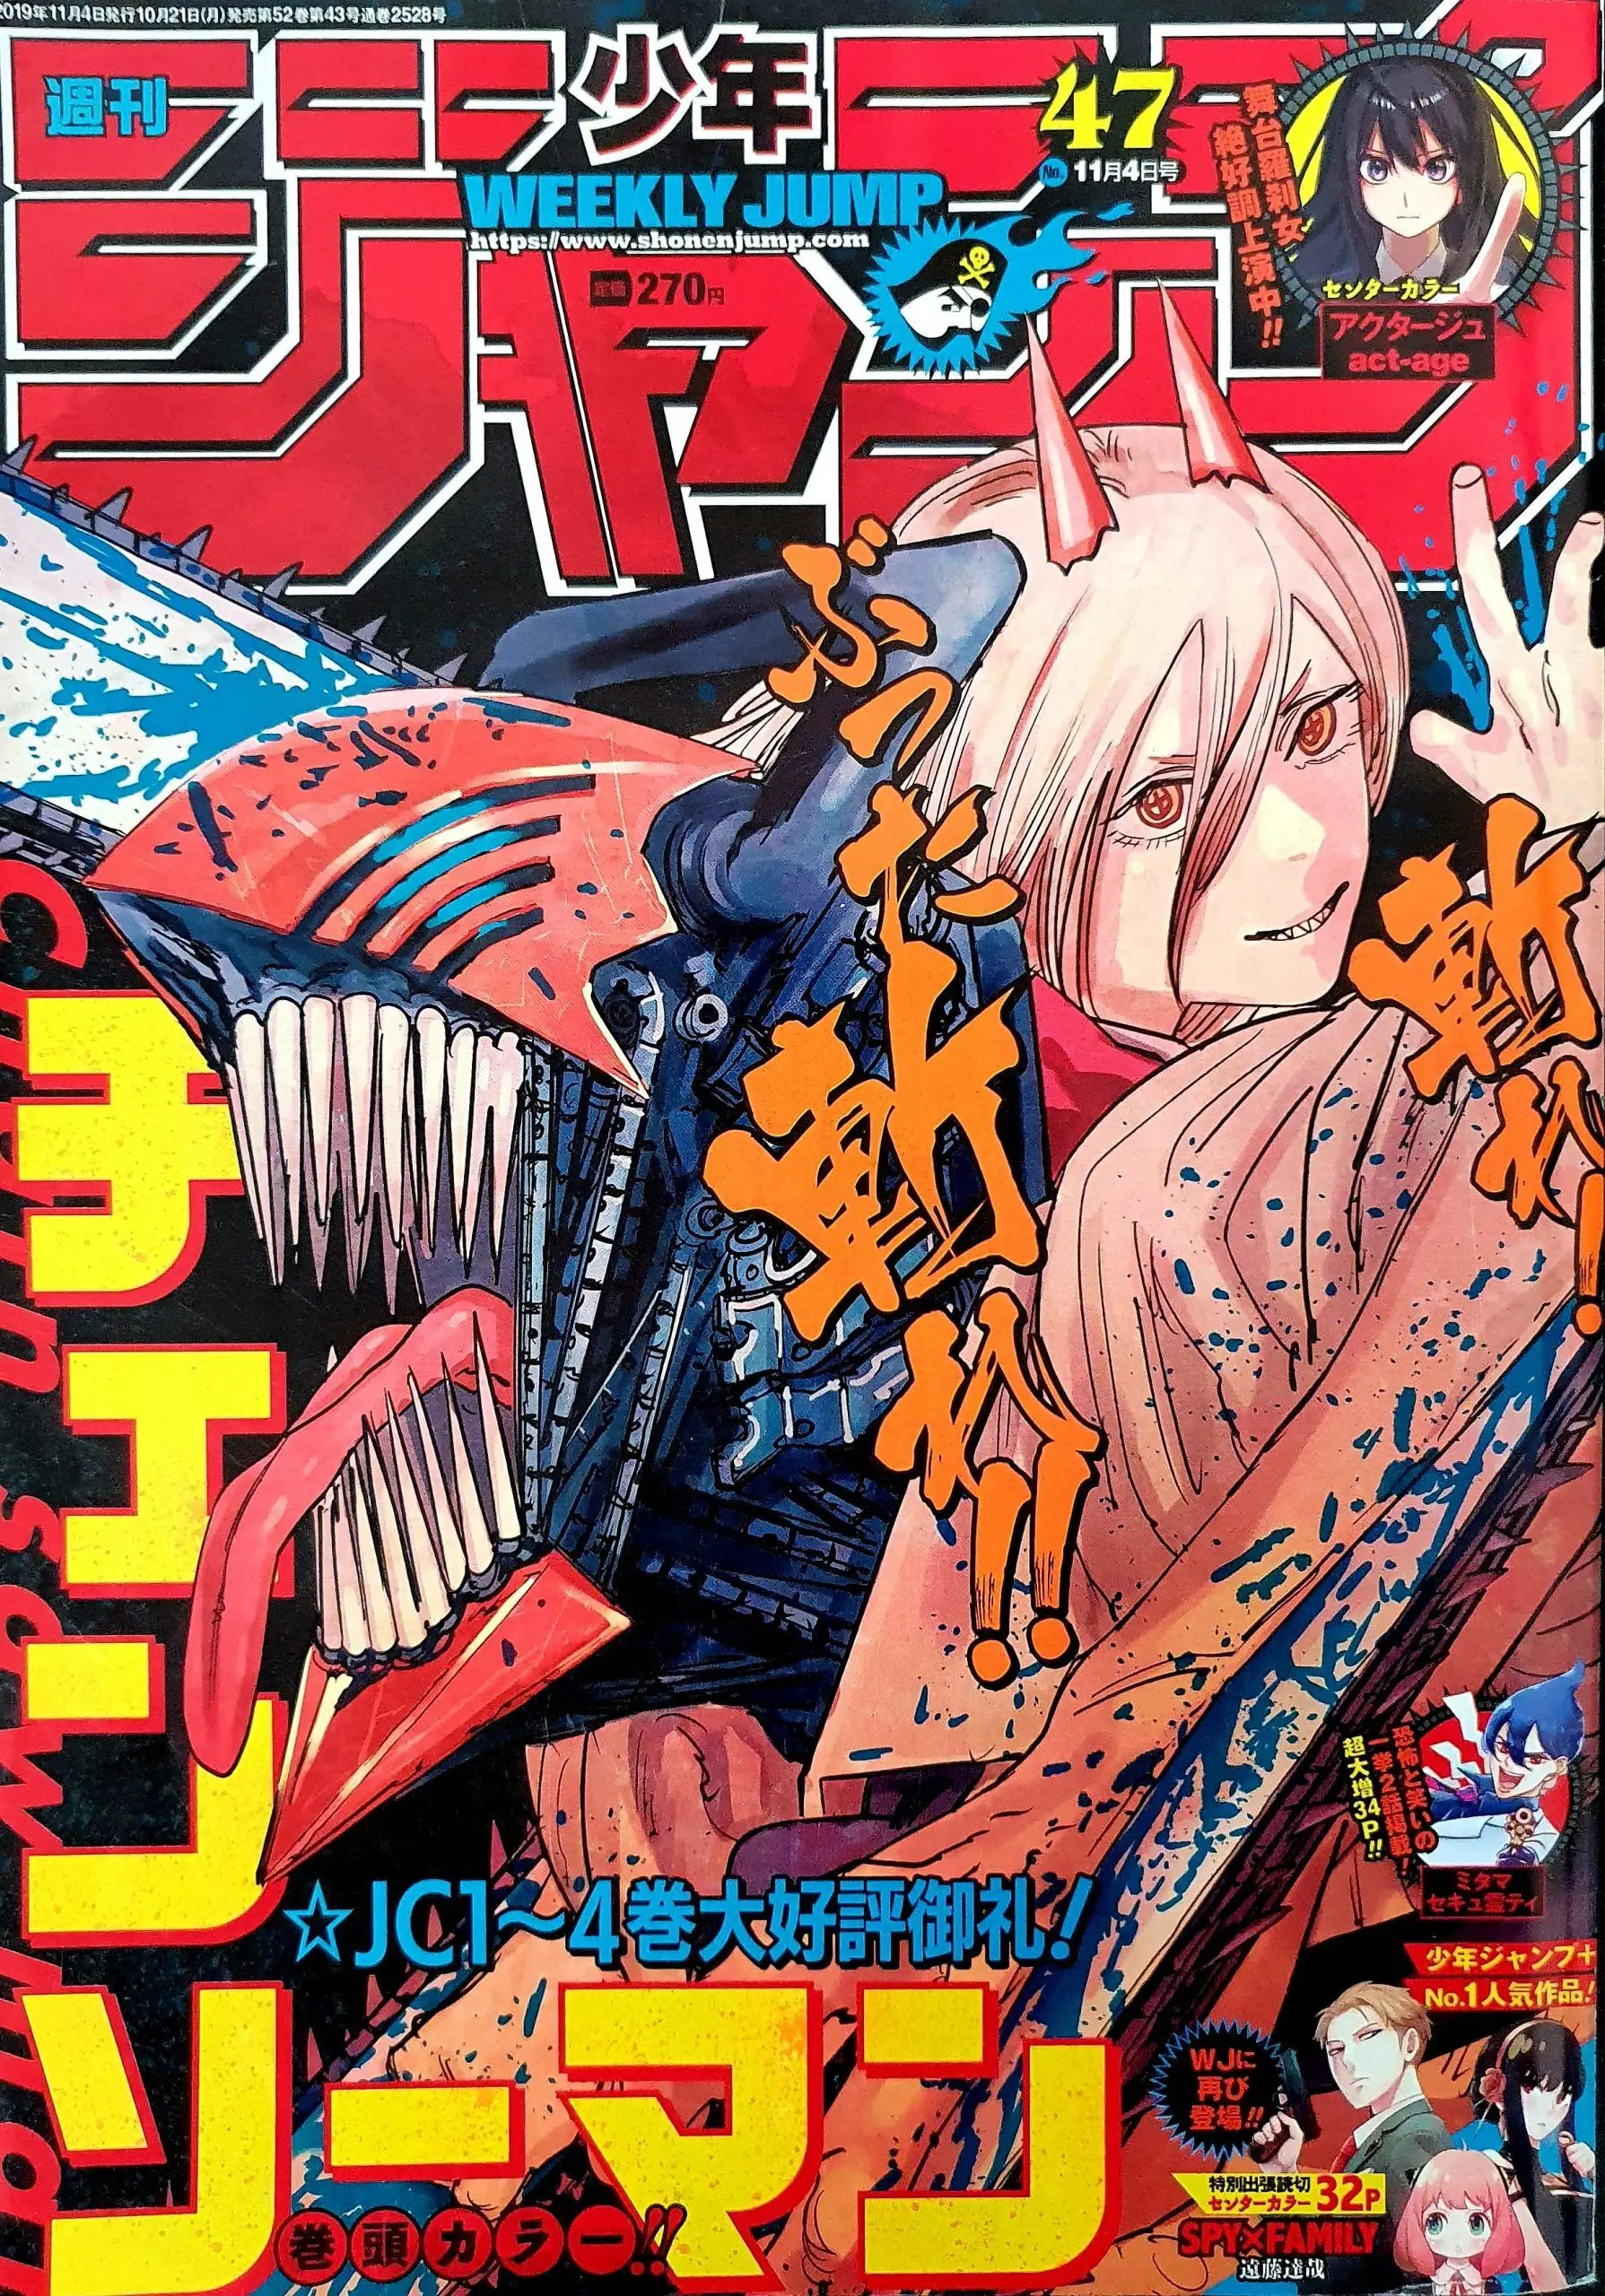 2019年11月4日発行10月21日(月)発売第52巻第43号通巻2528号
週刊
少年
ジャンプ
WEEKLY JUMP
https://www.shonenjump.com
定価270円
47
No. 11月4日号
舞台羅刹女
絶好調上演中!!
センターカラー
アクタージュ
act-age
ぶった斬れ!!
斬れ!!
chain saw man
チェンソーマン
☆JC1~4巻大好評御礼!
巻頭カラー!!
恐怖と笑いの
一挙2話掲載!
超大増34P!!
ミタマ
セキュ霊ティ
少年ジャンプ+
No.1人気作品!
WJに
再び
登場!!
特別出張読切
センターカラー32P
SPY×FAMILY
遠藤達哉